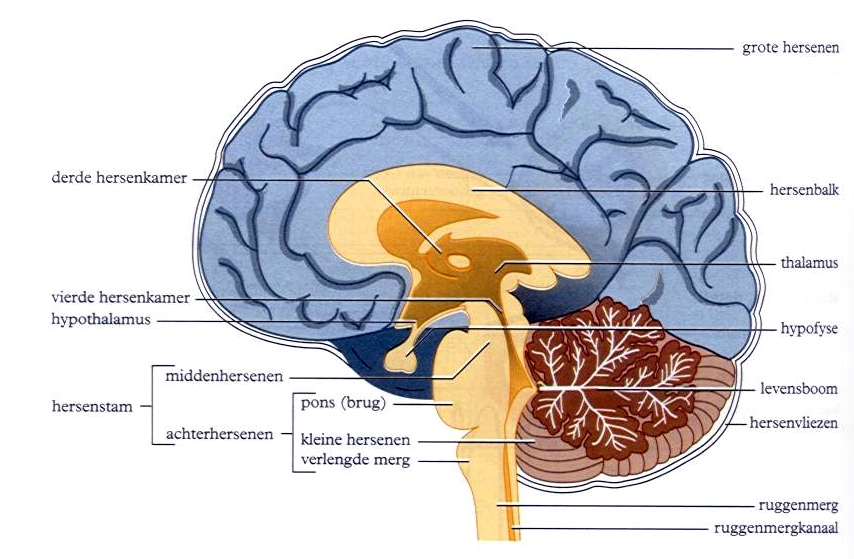 grote hersenen
derde hersenkamer
hersenbalk
thalamus
vierde hersenkamer
hypothalamus
hypofyse
middenhersenen
hersenstam
pons (brug)
achterhersenen
kleine hersenen
verlengde merg
levensboom
hersenvliezen
ruggenmerg
ruggenmergkanaal